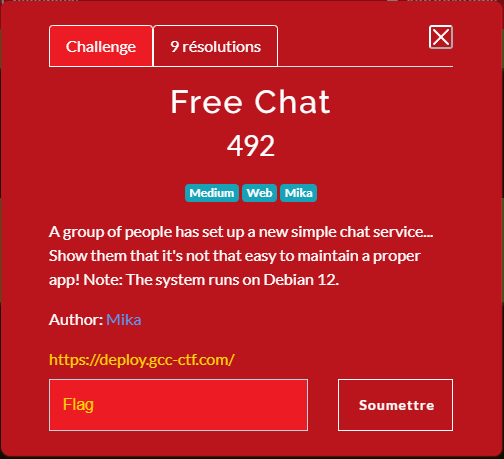 Challenge
9 résolutions
Free Chat
492
Medium Web Mika
A group of people has set up a new simple chat service...
Show them that it's not that easy to maintain a proper
app! Note: The system runs on Debian 12.
Author: Mika
https://deploy.gcc-ctf.com/
Flag
Soumettre